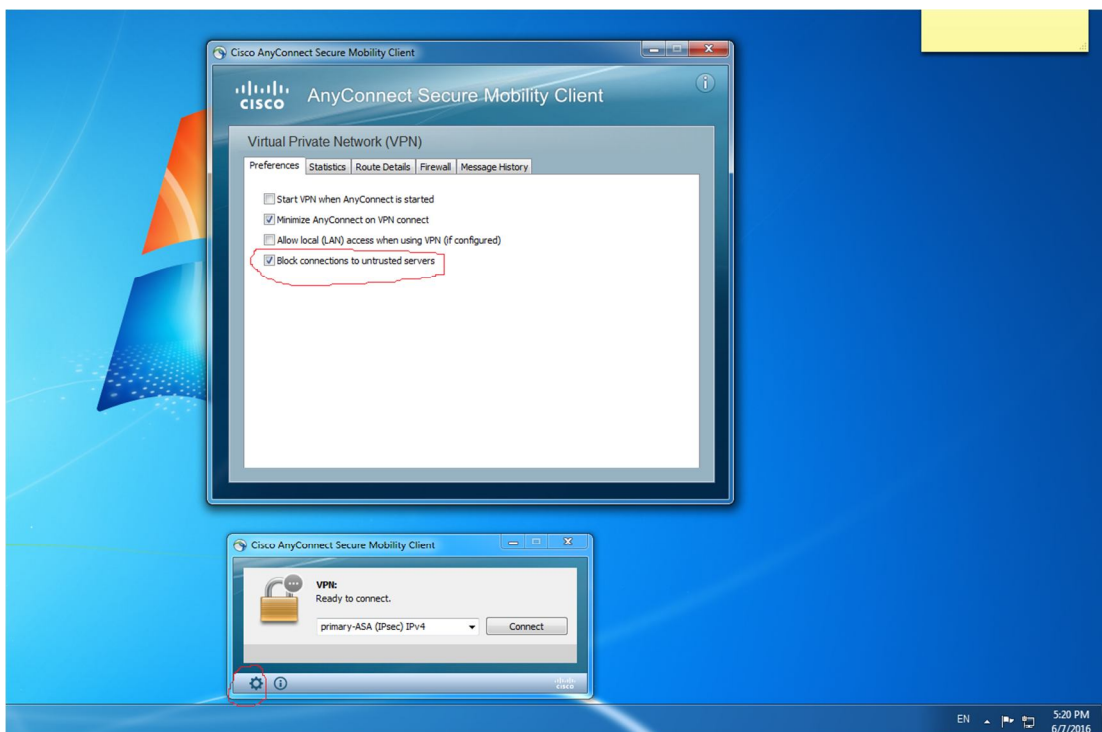 Cisco AnyConnect Secure Mobility Client
CISCO
AnyConnect Secure Mobility Client
Virtual Private Network (VPN)
Preferences Statistics Route Details Firewall Message History
Start VPN when AnyConnect is started
Minimize AnyConnect on VPN connect
Allow local (LAN) access when using VPN (if configured)
Block connections to untrusted servers
Cisco AnyConnect Secure Mobility Client
VPN:
Ready to connect.
primary-ASA (IPsec) IPv4 Connect
CISCO
EN 5:20 PM
6/7/2016